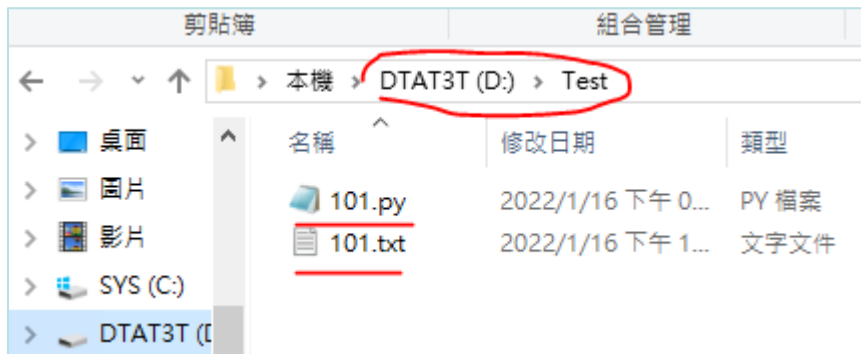 剪貼簿 組合管理
本機 > DTAT3T (D:) > Test
桌面 名稱 修改日期 類型
圖片 101.py 2022/1/16 下午 0... PY 檔案
影片 101.txt 2022/1/16 下午 1... 文字文件
SYS (C:)
DTAT3T (D